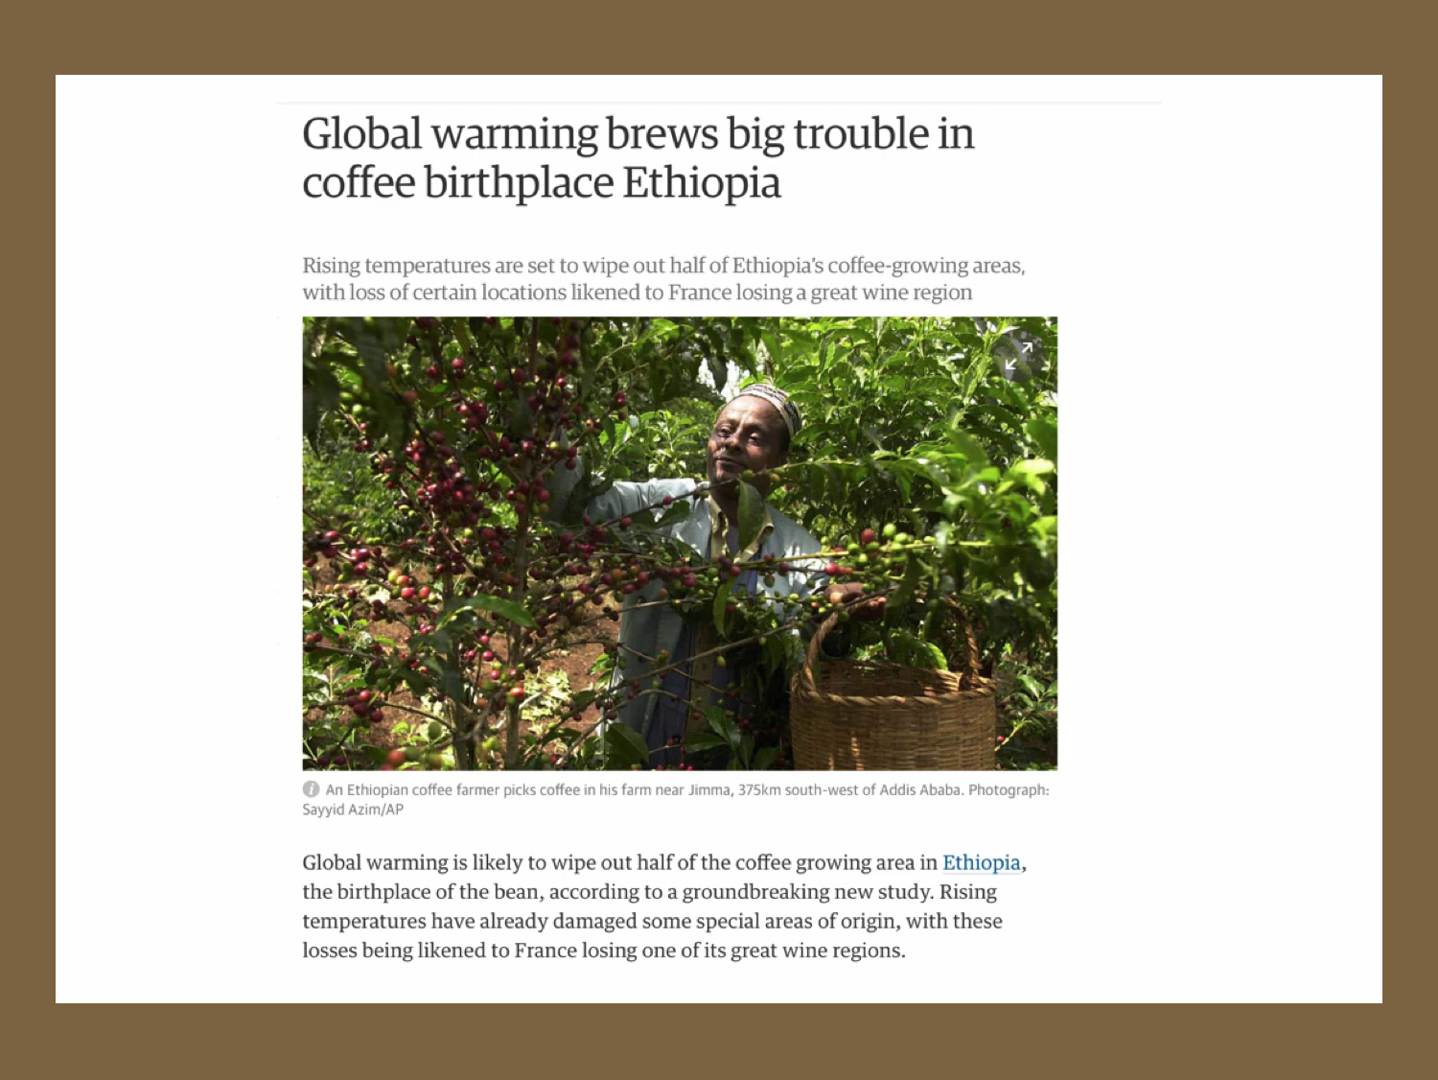 Global warming brews big trouble in
coffee birthplace Ethiopia
Rising temperatures are set to wipe out half of Ethiopia's coffee-growing areas,
with loss of certain locations likened to France losing a great wine region
An Ethiopian coffee farmer picks coffee in his farm near Jimma, 375km south-west of Addis Ababa. Photograph:
Sayyid Azim/AP
Global warming is likely to wipe out half of the coffee growing area in Ethiopia,
the birthplace of the bean, according to a groundbreaking new study. Rising
temperatures have already damaged some special areas of origin, with these
losses being likened to France losing one of its great wine regions.